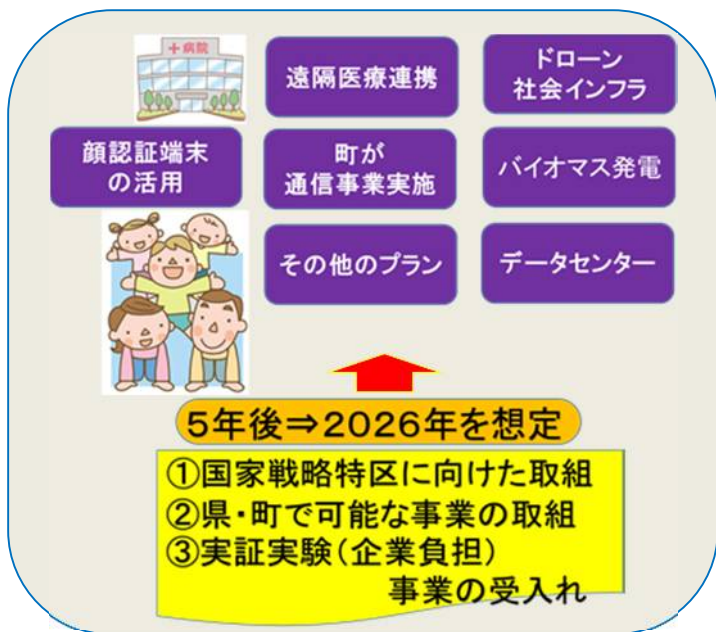 病院
遠隔医療連携
ドローン
社会インフラ
顔認証端末
の活用
町が
通信事業実施
バイオマス発電
その他のプラン
データセンター
5年後⇒2026年を想定
①国家戦略特区に向けた取組
②県・町で可能な事業の取組
③実証実験(企業負担)
事業の受入れ